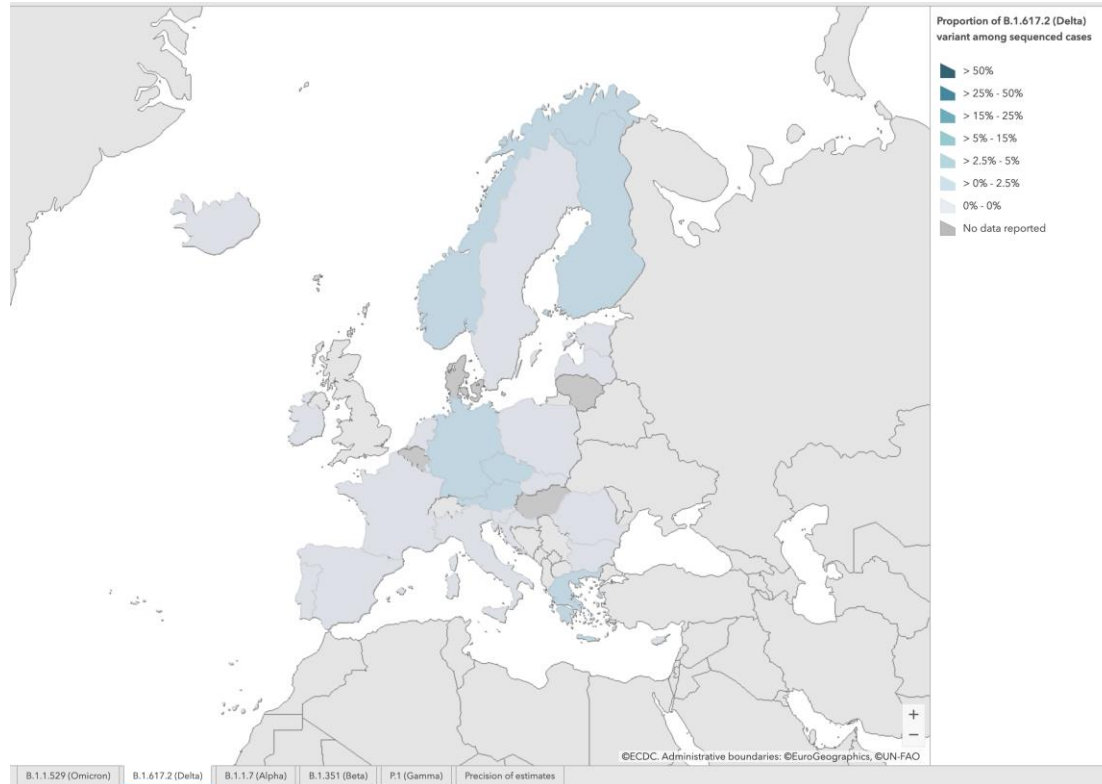 Proportion of B.1.617.2 (Delta)
variant among sequenced cases
> 50%
> 25% - 50%
> 15% - 25%
> 5% - 15%
> 2.5% - 5%
> 0% - 2.5%
0% - 0%
No data reported
+
−
©ECDC. Administrative boundaries: ©EuroGeographics, ©UN-FAO
B.1.1.529 (Omicron) B.1.617.2 (Delta) B.1.1.7 (Alpha) B.1.351 (Beta) P.1 (Gamma) Precision of estimates